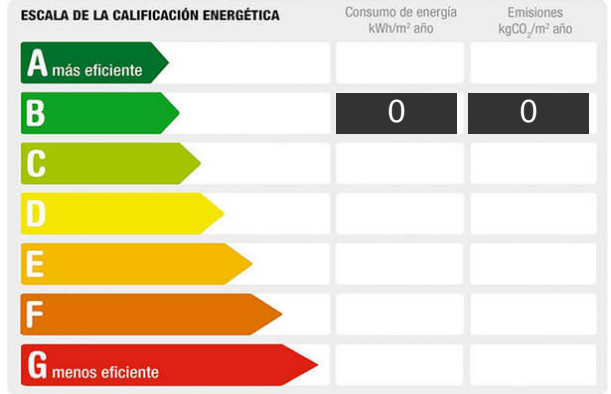 ESCALA DE LA CALIFICACIÓN ENERGÉTICA
Consumo de energía
kWh/m² año
Emisiones
kgCO₂/m² año
A más eficiente
B 0 0
C
D
E
F
G menos eficiente